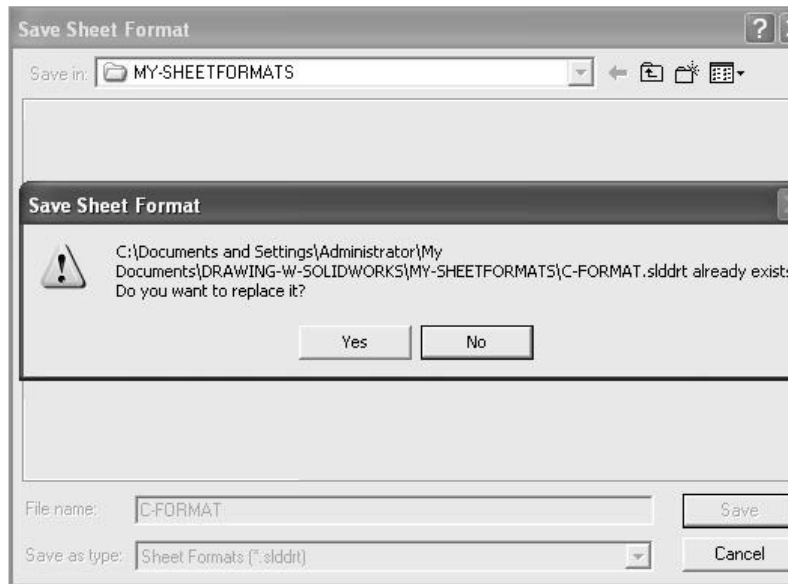 Save Sheet Format
?
Save in: MY-SHEETFORMATS
Save Sheet Format
C:\Documents and Settings\Administrator\My
Documents\DRAWING-W-SOLIDWORKS\MY-SHEETFORMATS\C-FORMAT.slddrt already exists
Do you want to replace it?
Yes No
File name: C-FORMAT Save
Save as type: Sheet Formats (*.slddrt) Cancel